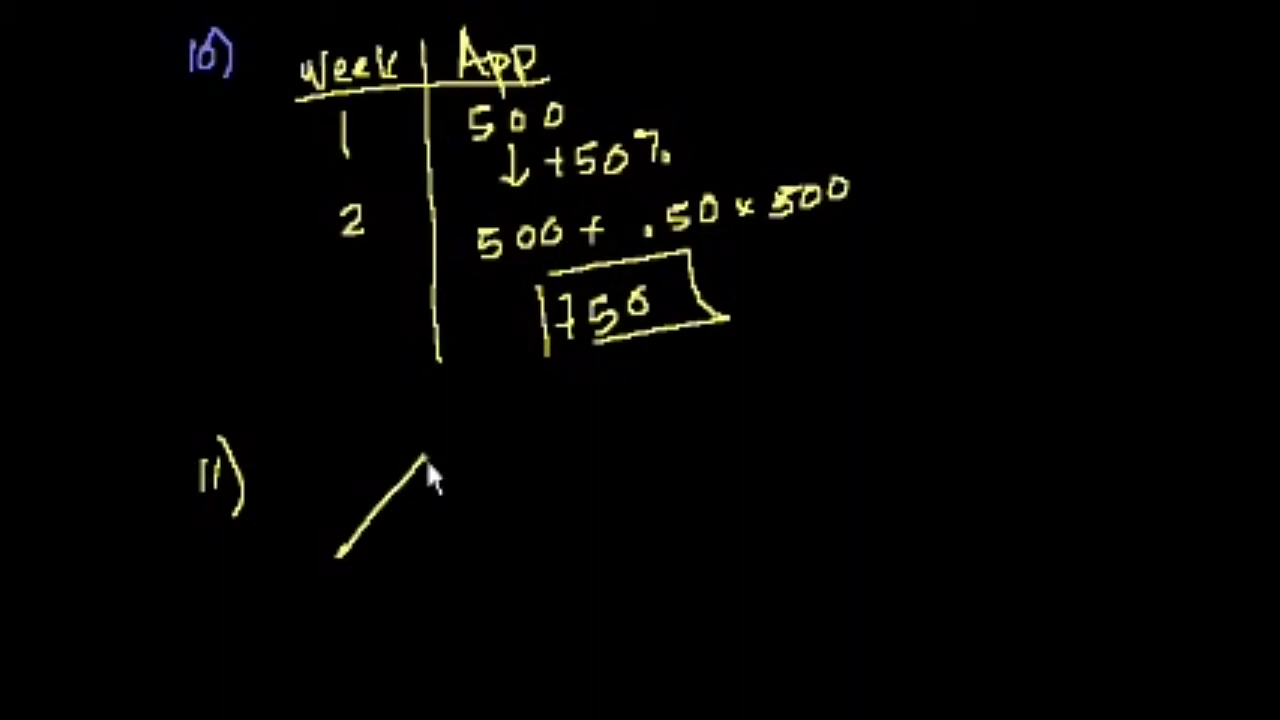 10) Week App
1 500
↓ +50%
2 500 + .50 × 500
750
11)